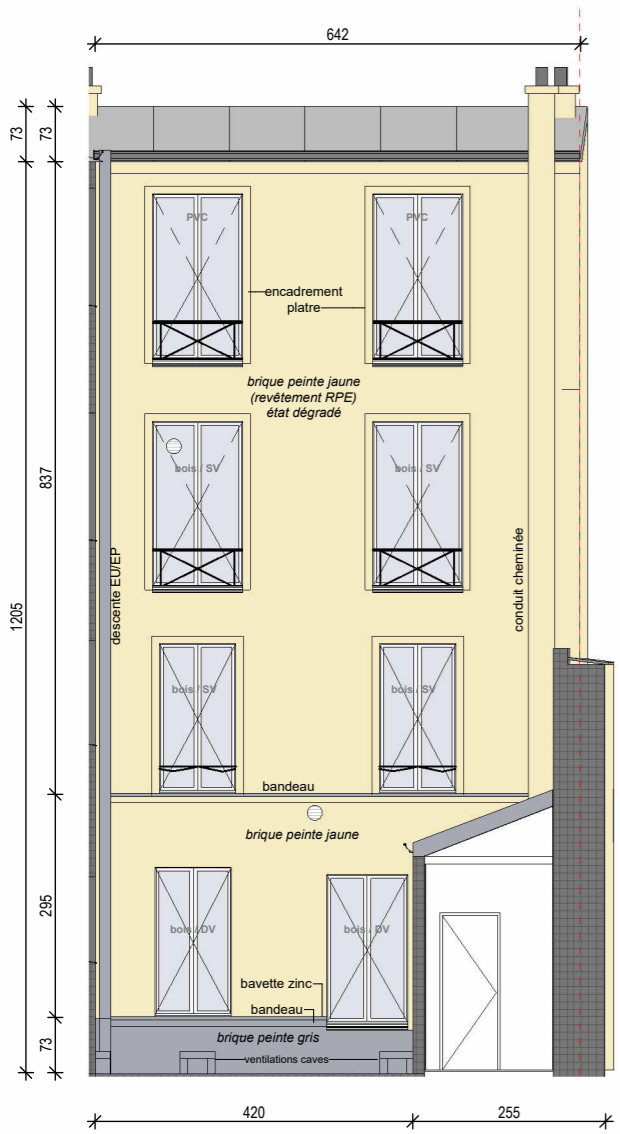 642
73
73
PVC
PVC
encadrement
platre
brique peinte jaune
(revêtement RPE)
état dégradé
bois / SV
bois / SV
837
1205
descente EU/EP
conduit cheminée
bois / SV
bois / SV
bandeau
brique peinte jaune
295
bois / DV
bois / DV
bavette zinc
bandeau
brique peinte gris
ventilations caves
73
420
255